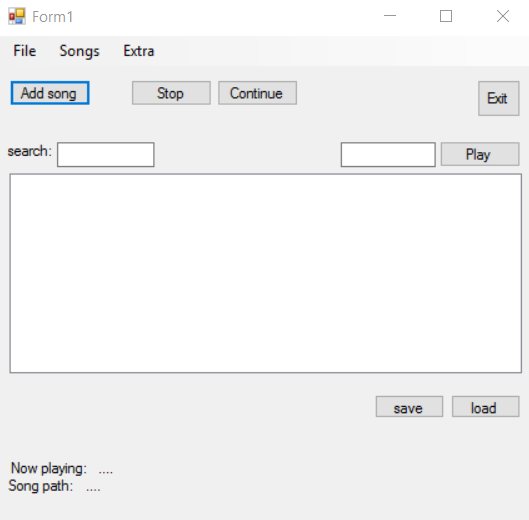 Form1
File Songs Extra
Add song Stop Continue Exit
search: Play
save load
Now playing: ....
Song path: ....